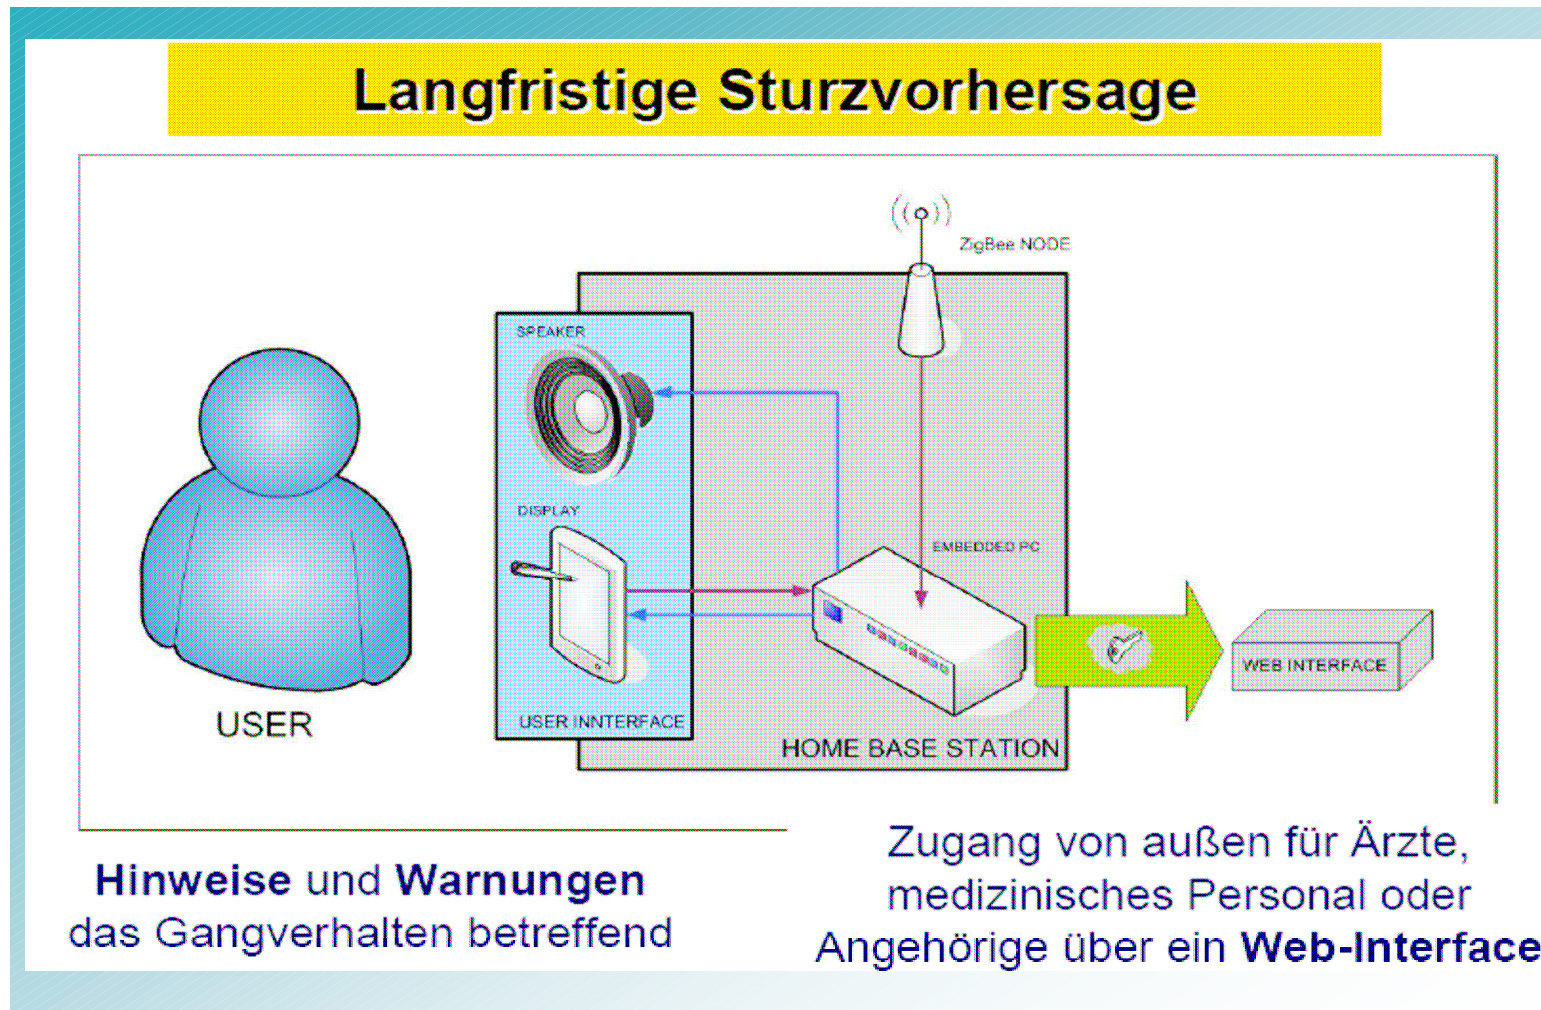 Langfristige Sturzvorhersage
ZigBee NODE
SPEAKER
DISPLAY
EMBEDDED PC
WEB INTERFACE
USER
USER INNTERFACE
HOME BASE STATION
Hinweise und Warnungen
das Gangverhalten betreffend
Zugang von außen für Ärzte,
medizinisches Personal oder
Angehörige über ein Web-Interface